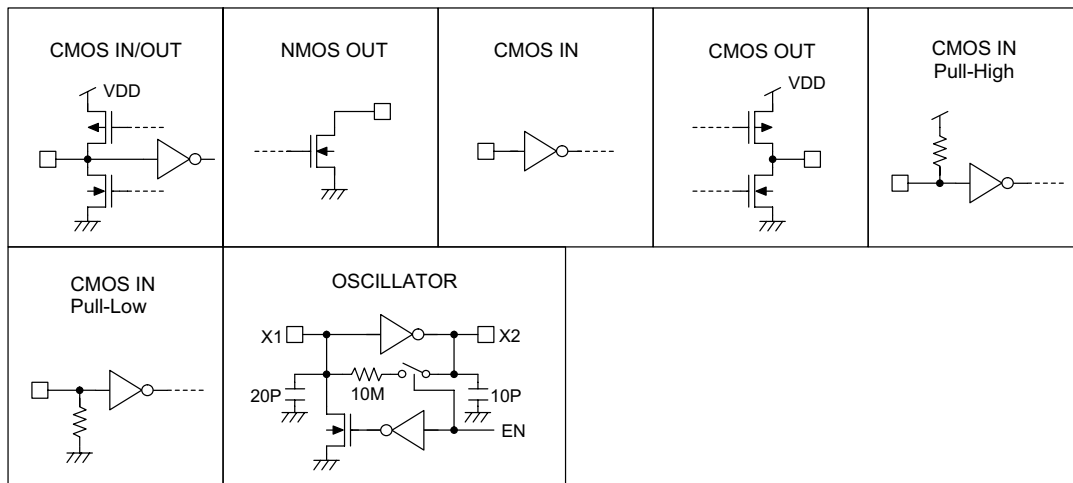 CMOS IN/OUT
VDD
NMOS OUT
CMOS IN
CMOS OUT
VDD
CMOS IN
Pull-High
CMOS IN
Pull-Low
OSCILLATOR
X1
X2
20P
10M
10P
EN